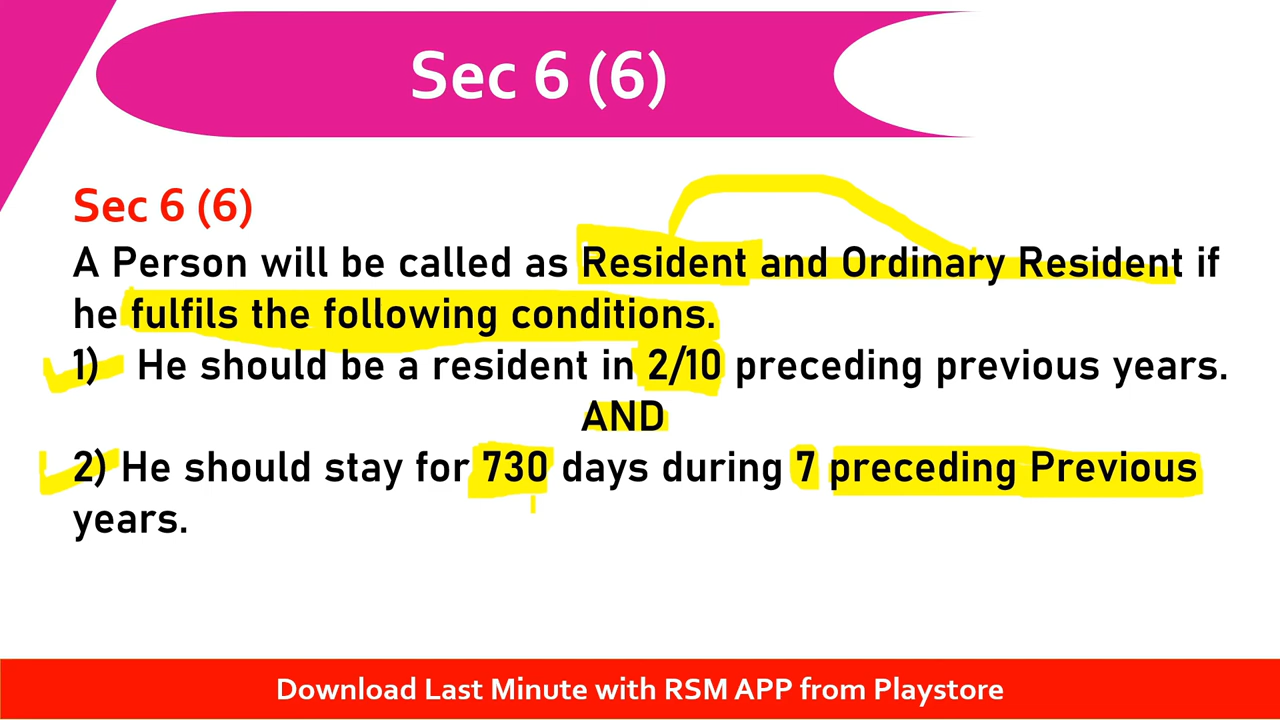 Sec 6 (6)
Sec 6 (6)
A Person will be called as Resident and Ordinary Resident if
he fulfils the following conditions.
1) He should be a resident in 2/10 preceding previous years.
AND
2) He should stay for 730 days during 7 preceding Previous
years.
Download Last Minute with RSM APP from Playstore